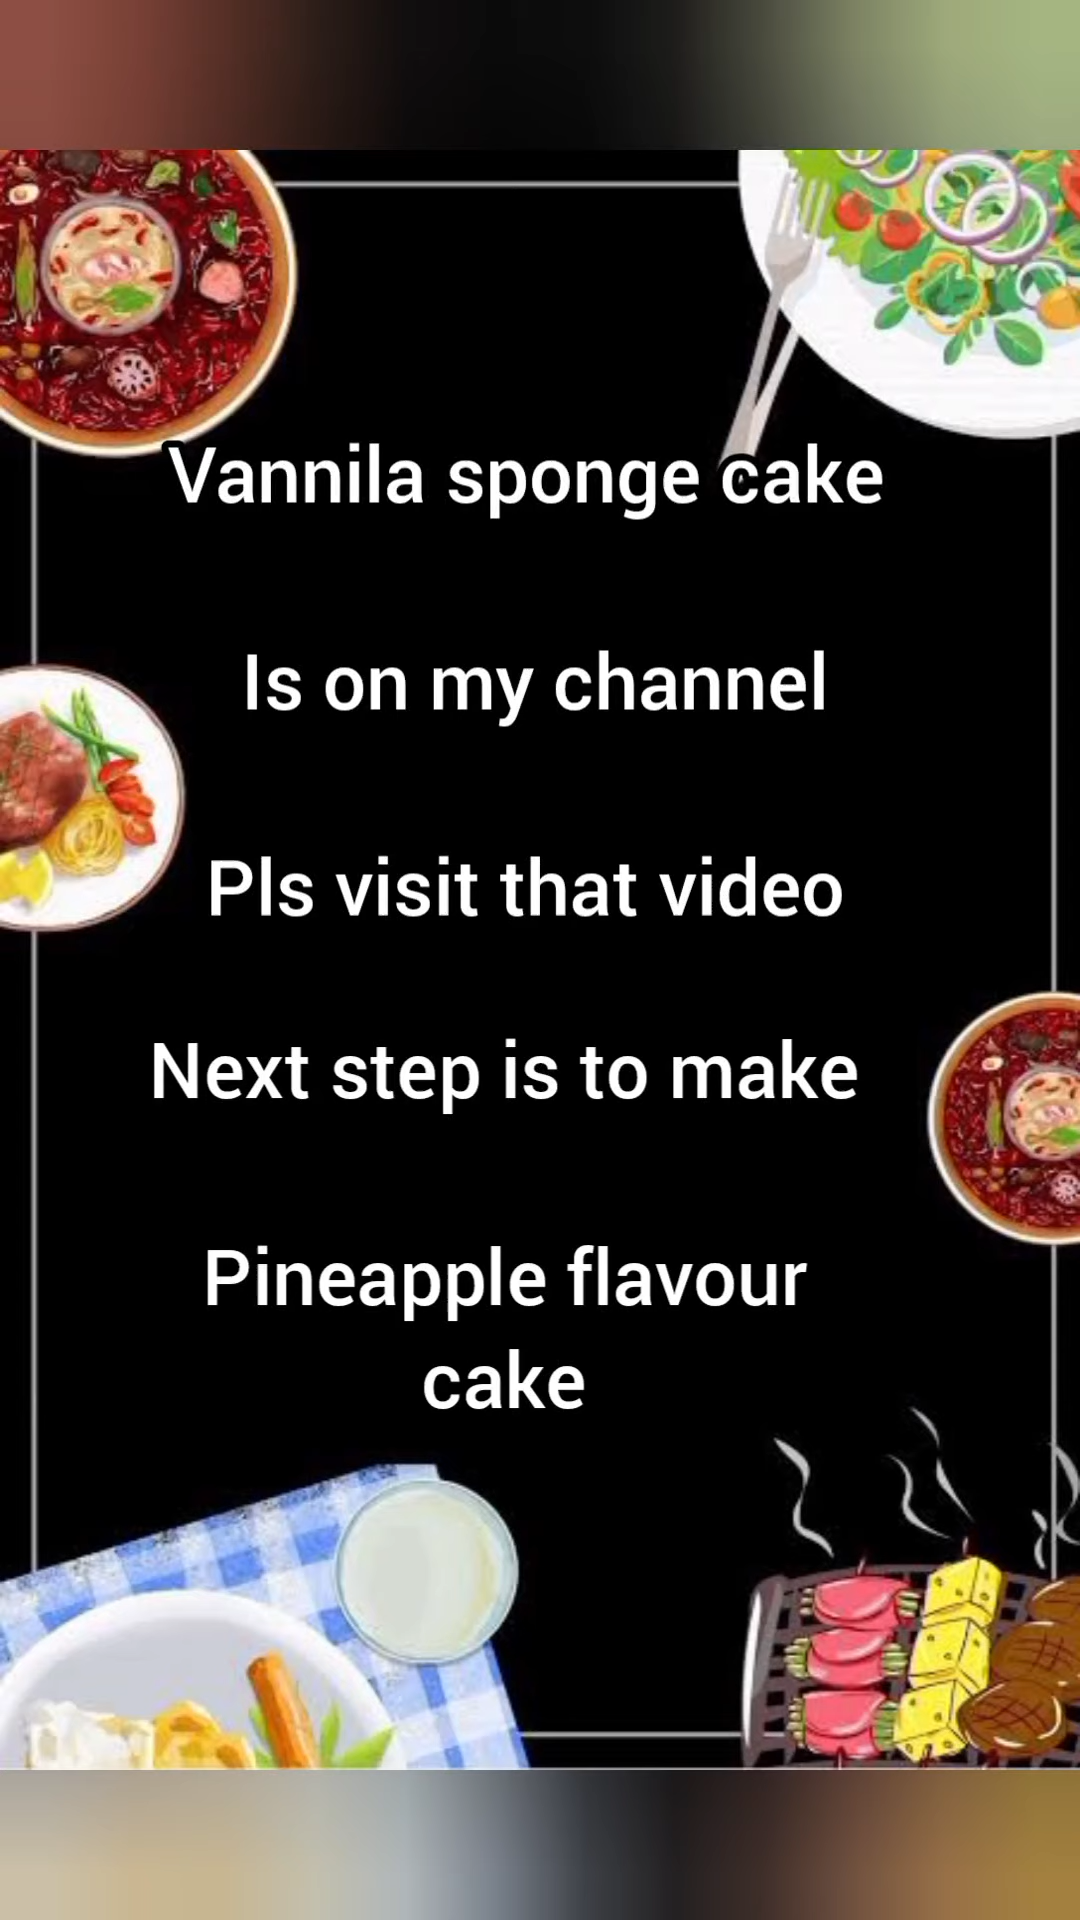 Vannila sponge cake
Is on my channel
Pls visit that video
Next step is to make
Pineapple flavour
cake